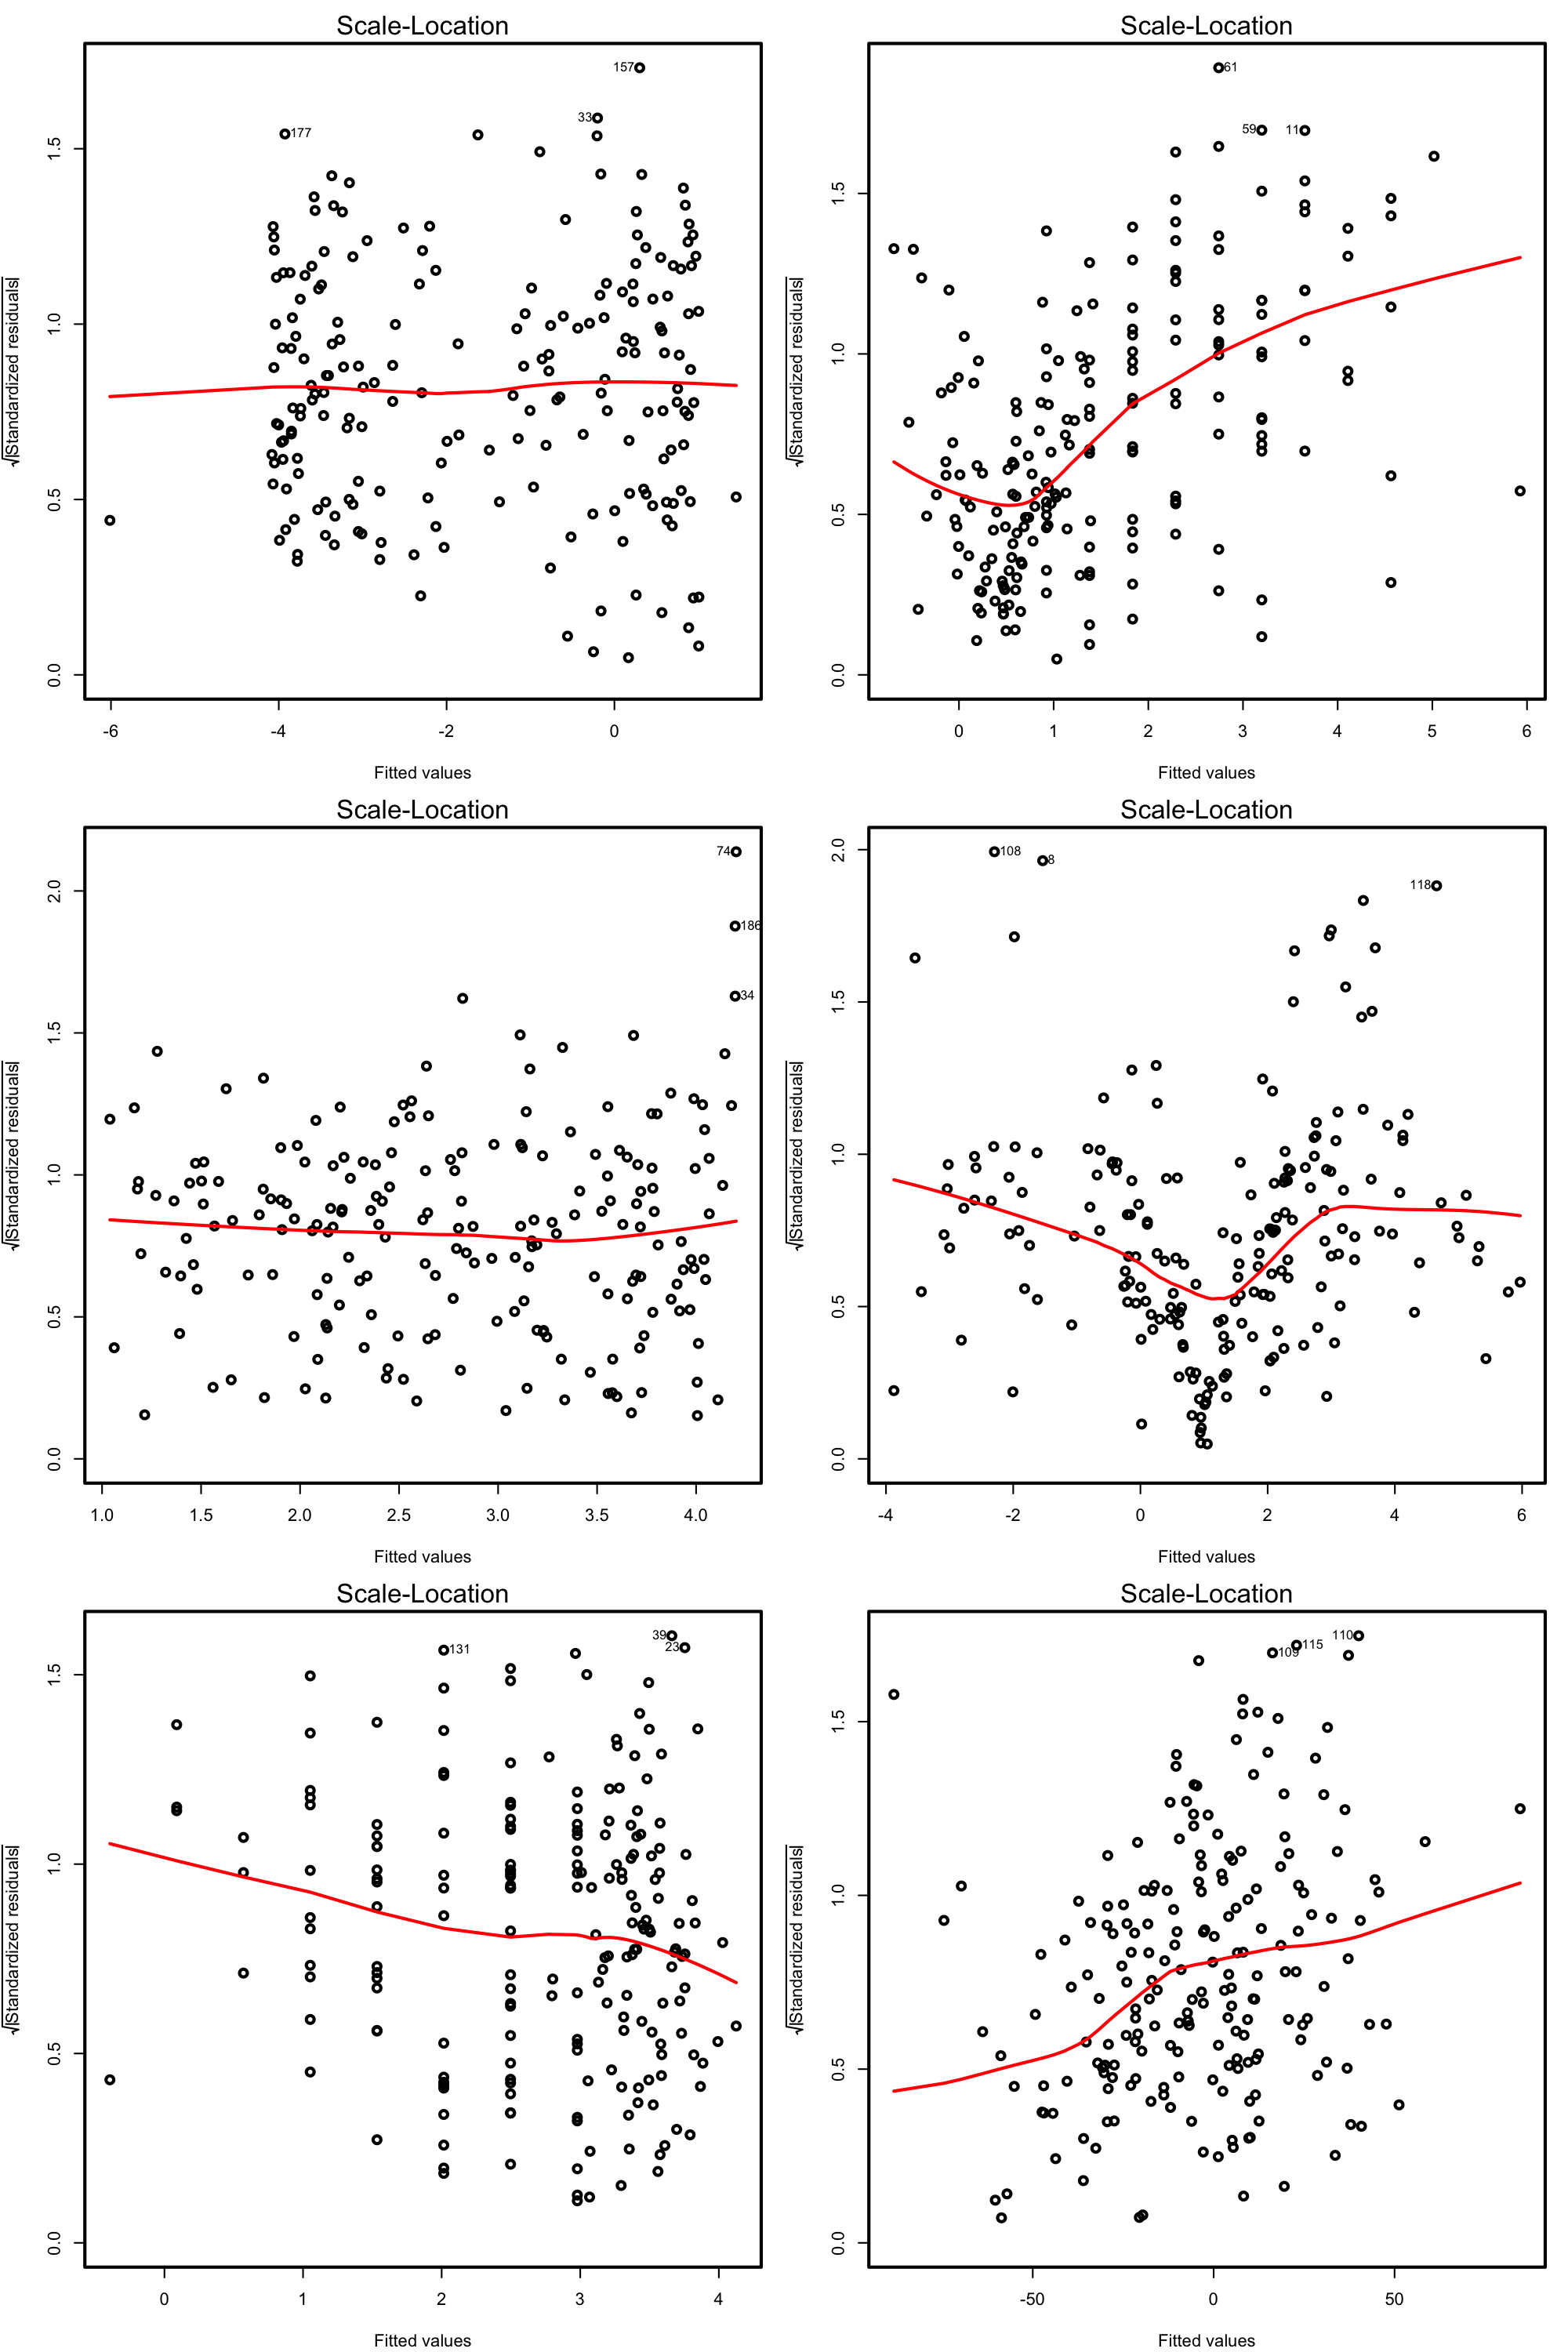 Scale-Location
√|Standardized residuals|
0.0 0.5 1.0 1.5
157
33
177
-6 -4 -2 0
Fitted values
Scale-Location
√|Standardized residuals|
0.0 0.5 1.0 1.5
61
59 11
0 1 2 3 4 5 6
Fitted values
Scale-Location
√|Standardized residuals|
0.0 0.5 1.0 1.5 2.0
74
186
34
1.0 1.5 2.0 2.5 3.0 3.5 4.0
Fitted values
Scale-Location
√|Standardized residuals|
0.0 0.5 1.0 1.5 2.0
108
8
118
-4 -2 0 2 4 6
Fitted values
Scale-Location
√|Standardized residuals|
0.0 0.5 1.0 1.5
39
23
131
0 1 2 3 4
Fitted values
Scale-Location
√|Standardized residuals|
0.0 0.5 1.0 1.5
110
115
109
-50 0 50
Fitted values